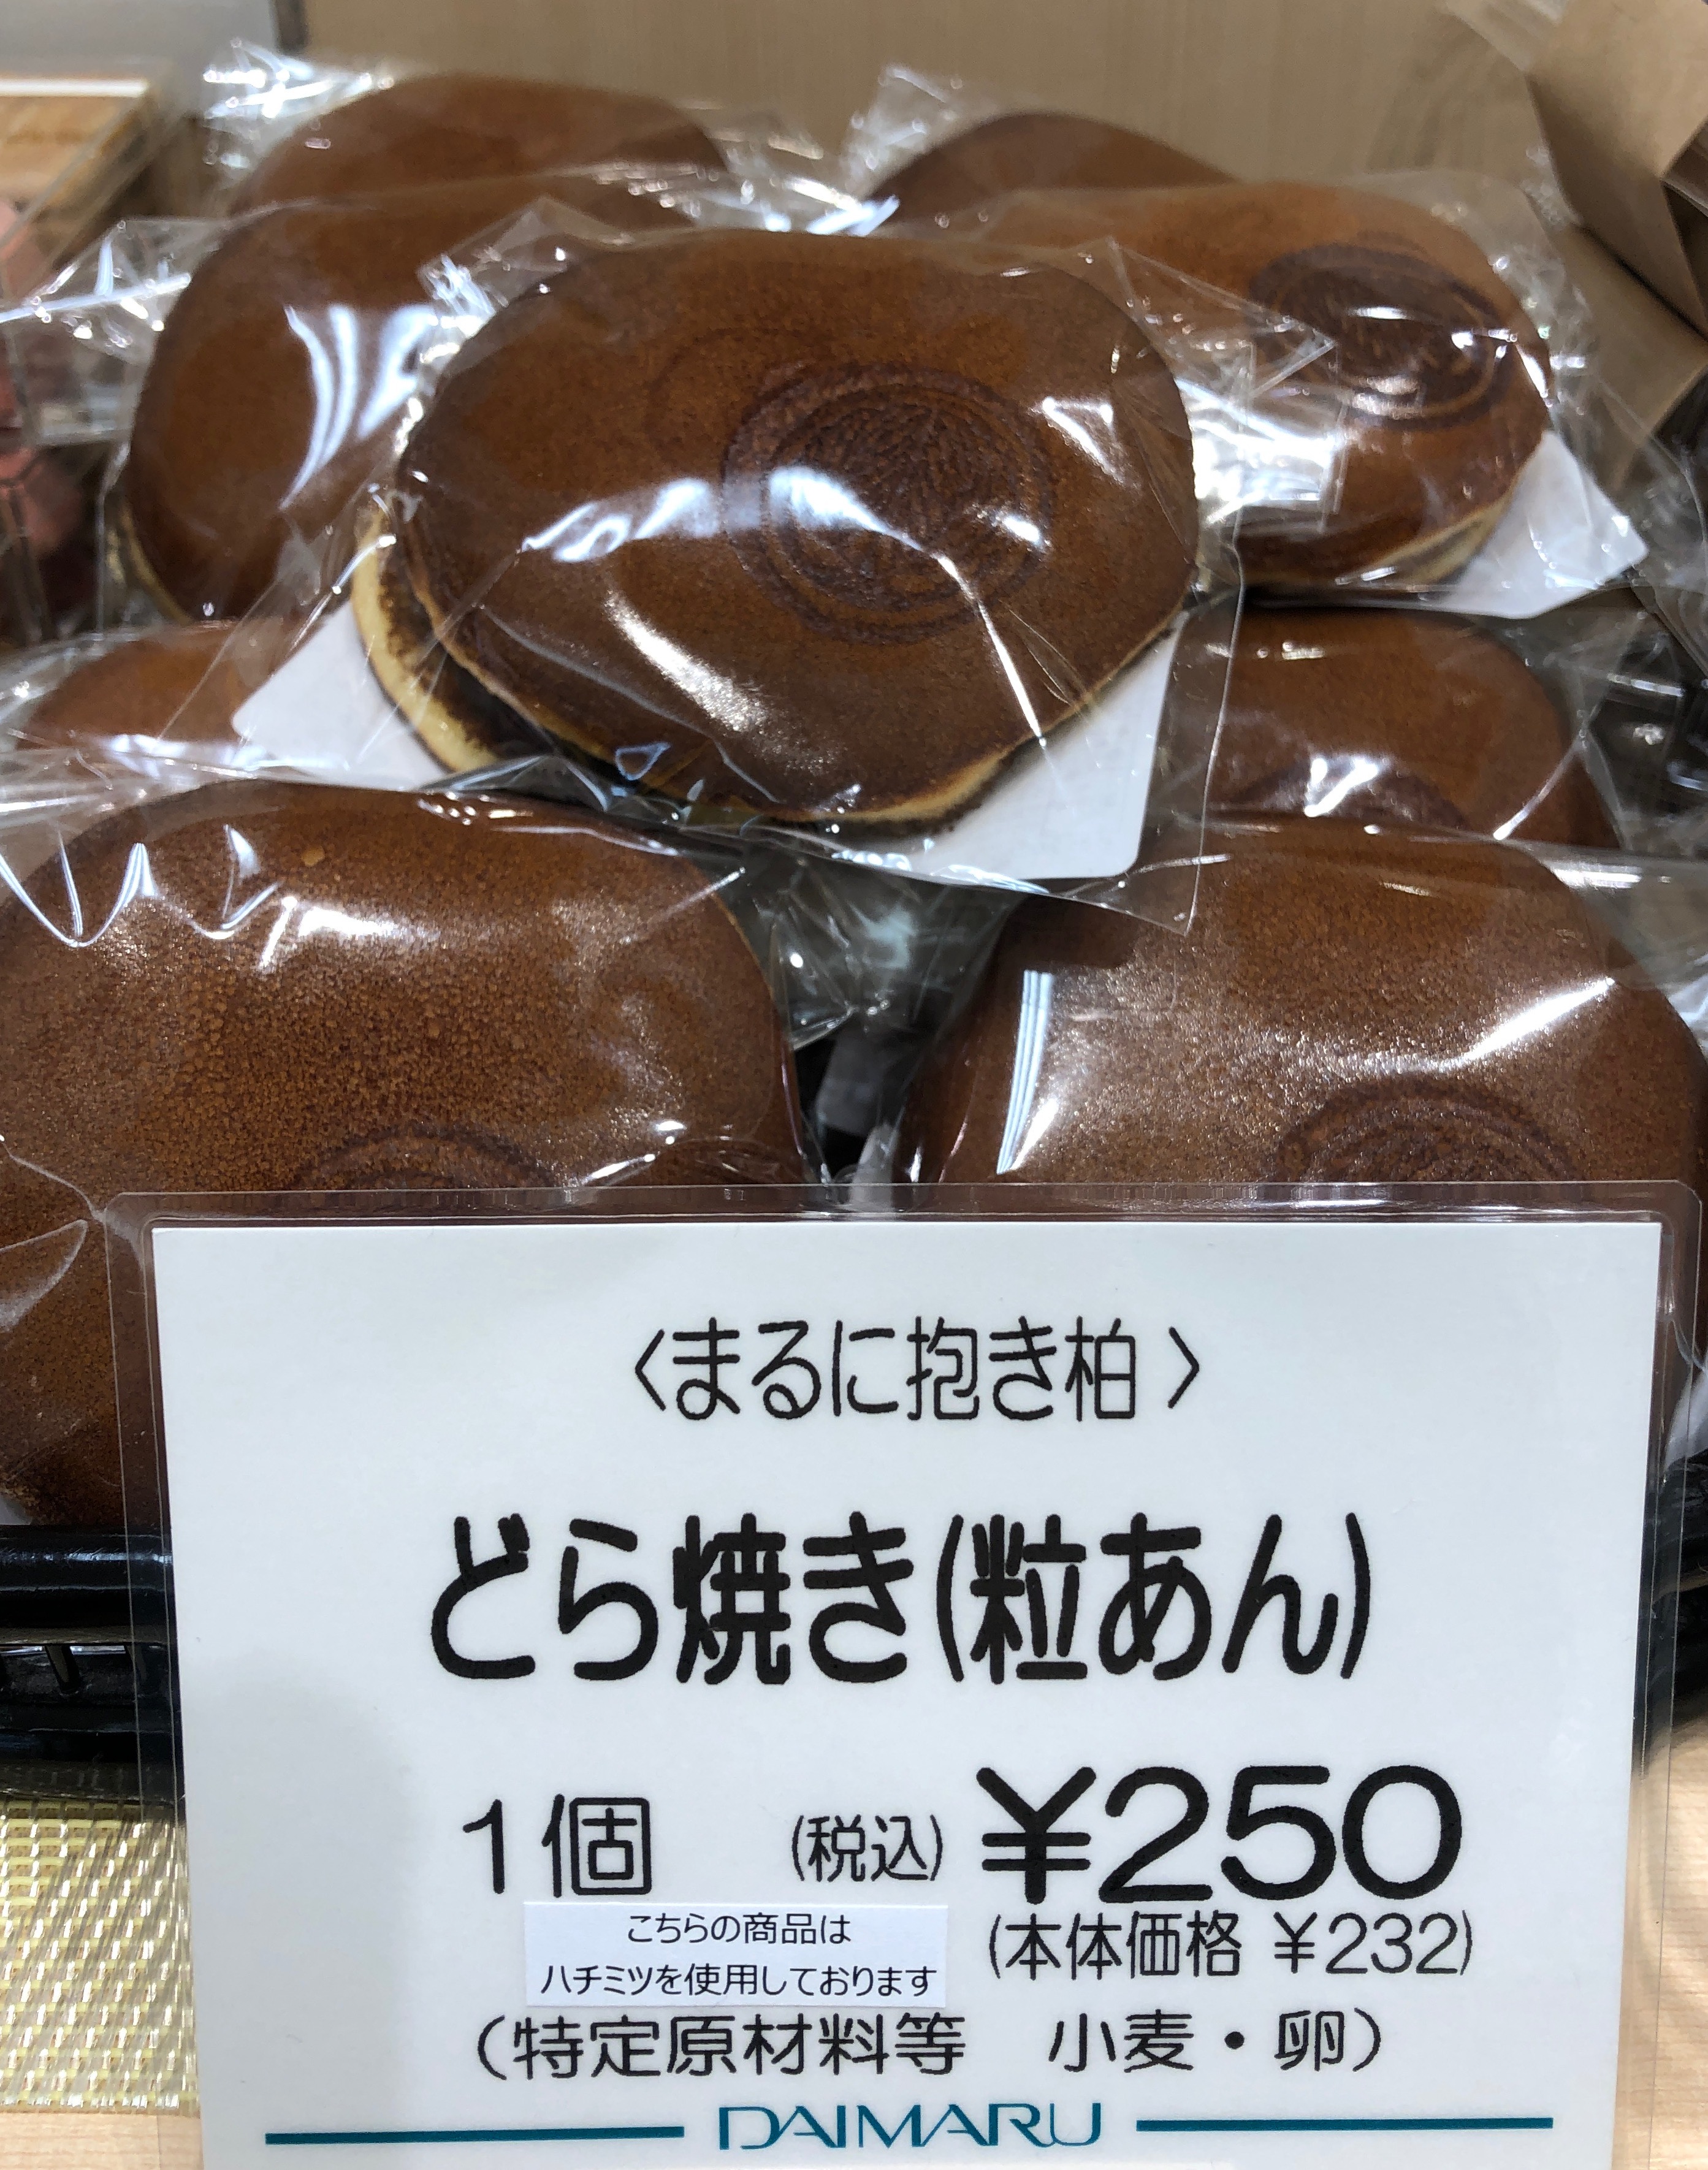 〈まるに抱き柏〉
どら焼き(粒あん)
1個 (税込) ¥250
(本体価格 ¥232)
こちらの商品は
ハチミツを使用しております
(特定原材料等 小麦・卵)
DAIMARU